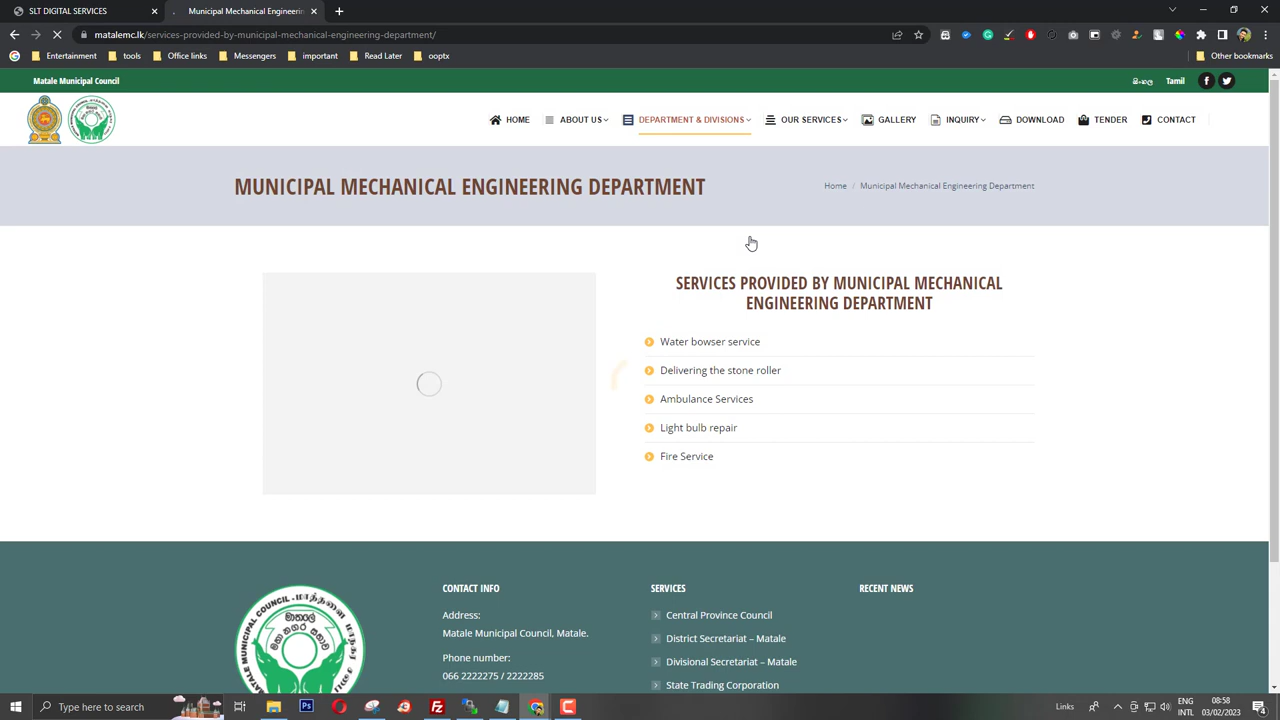 SLT DIGITAL SERVICES
Municipal Mechanical Engineering
matalemc.lk/services-provided-by-municipal-mechanical-engineering-department/
Entertainment
tools
Office links
Messengers
important
Read Later
ooptx
Other bookmarks
Matale Municipal Council
සිංහල
Tamil
HOME
ABOUT US
DEPARTMENT & DIVISIONS
OUR SERVICES
GALLERY
INQUIRY
DOWNLOAD
TENDER
CONTACT
MUNICIPAL MECHANICAL ENGINEERING DEPARTMENT
Home / Municipal Mechanical Engineering Department
SERVICES PROVIDED BY MUNICIPAL MECHANICAL
ENGINEERING DEPARTMENT
Water bowser service
Delivering the stone roller
Ambulance Services
Light bulb repair
Fire Service
MATALE MUNICIPAL COUNCIL
CONTACT INFO
Address:
Matale Municipal Council, Matale.
Phone number:
066 2222275 / 2222285
SERVICES
Central Province Council
District Secretariat – Matale
Divisional Secretariat – Matale
State Trading Corporation
RECENT NEWS
Type here to search
Links
ENG
INTL
08:58
03/02/2023